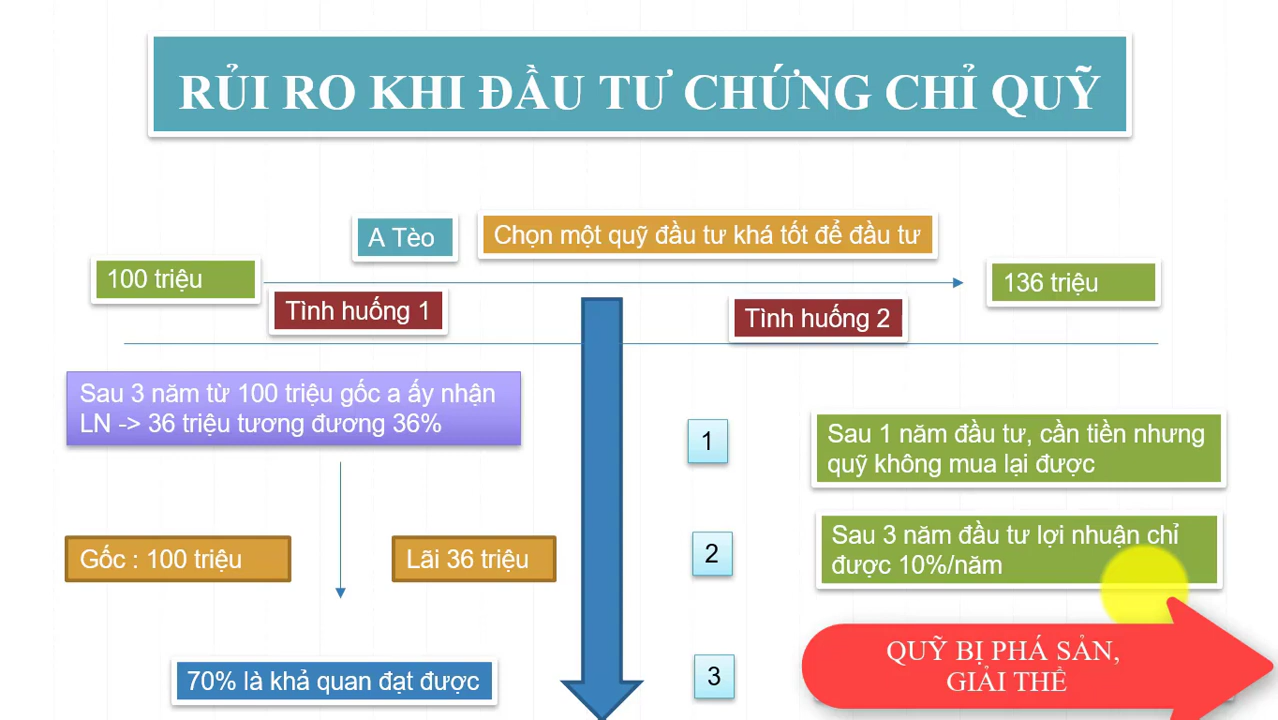 RỦI RO KHI ĐẦU TƯ CHỨNG CHỈ QUỸ
A Tèo
Chọn một quỹ đầu tư khá tốt để đầu tư
100 triệu
136 triệu
Tình huống 1
Tình huống 2
Sau 3 năm từ 100 triệu gốc a ấy nhận
LN -> 36 triệu tương đương 36%
Gốc : 100 triệu
Lãi 36 triệu
70% là khả quan đạt được
1
Sau 1 năm đầu tư, cần tiền nhưng
quỹ không mua lại được
2
Sau 3 năm đầu tư lợi nhuận chỉ
được 10%/năm
3
QUỸ BỊ PHÁ SẢN,
GIẢI THỀ